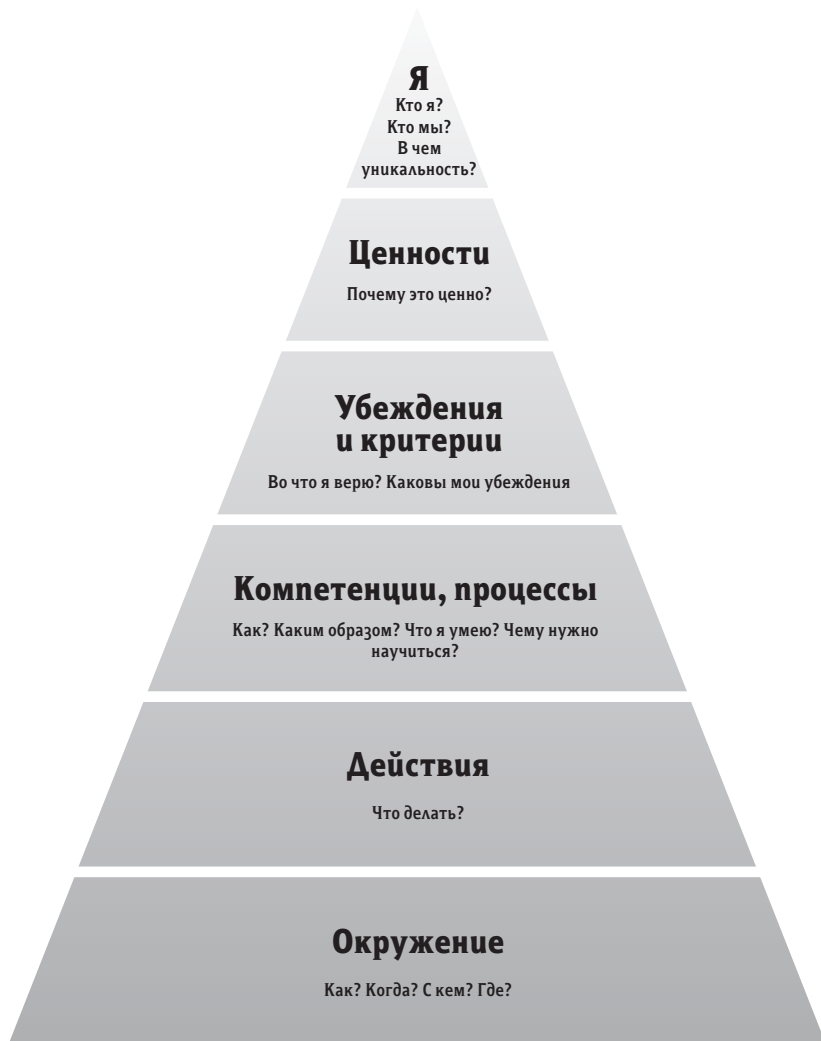 Я
Кто я?
Кто мы?
В чем
уникальность?
Ценности
Почему это ценно?
Убеждения
и критерии
Во что я верю? Каковы мои убеждения
Компетенции, процессы
Как? Каким образом? Что я умею? Чему нужно
научиться?
Действия
Что делать?
Окружение
Как? Когда? С кем? Где?